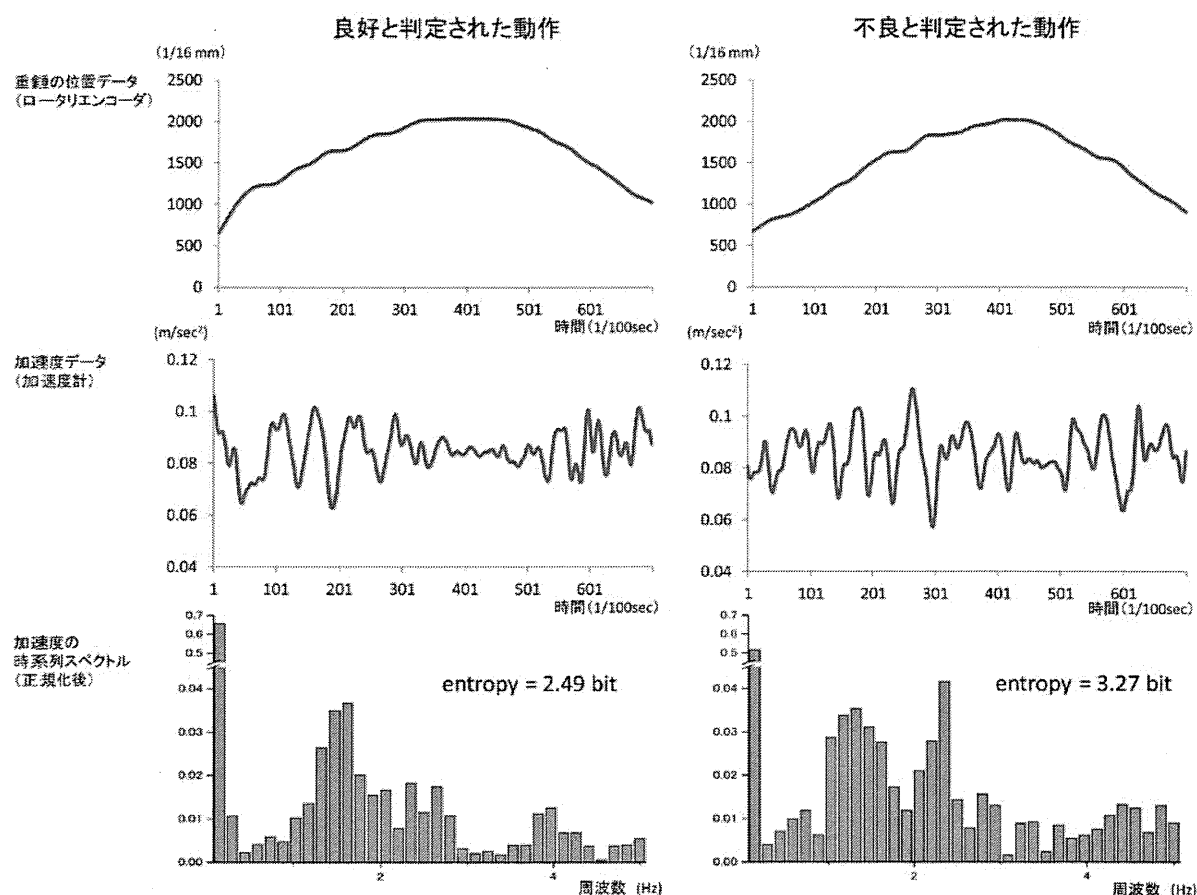 良好と判定された動作
不良と判定された動作
重錘の位置データ
(ロータリエンコーダ)
(1/16 mm)
2500
2000
1500
1000
500
0
1 101 201 301 401 501 601
時間(1/100sec)
(1/16 mm)
2500
2000
1500
1000
500
0
1 101 201 301 401 501 601
時間(1/100sec)
加速度データ
(加速度計)
(m/sec²)
0.12
0.1
0.08
0.06
0.04
1 101 201 301 401 501 601
時間(1/100sec)
(m/sec²)
0.12
0.1
0.08
0.06
0.04
1 101 201 301 401 501 601
時間(1/100sec)
加速度の
時系列スペクトル
(正規化後)
0.7
0.6
0.5
0.04
0.03
0.02
0.01
0.00
entropy = 2.49 bit
2 4
周波数 (Hz)
0.7
0.6
0.5
0.04
0.03
0.02
0.01
0.00
entropy = 3.27 bit
2 4
周波数 (Hz)